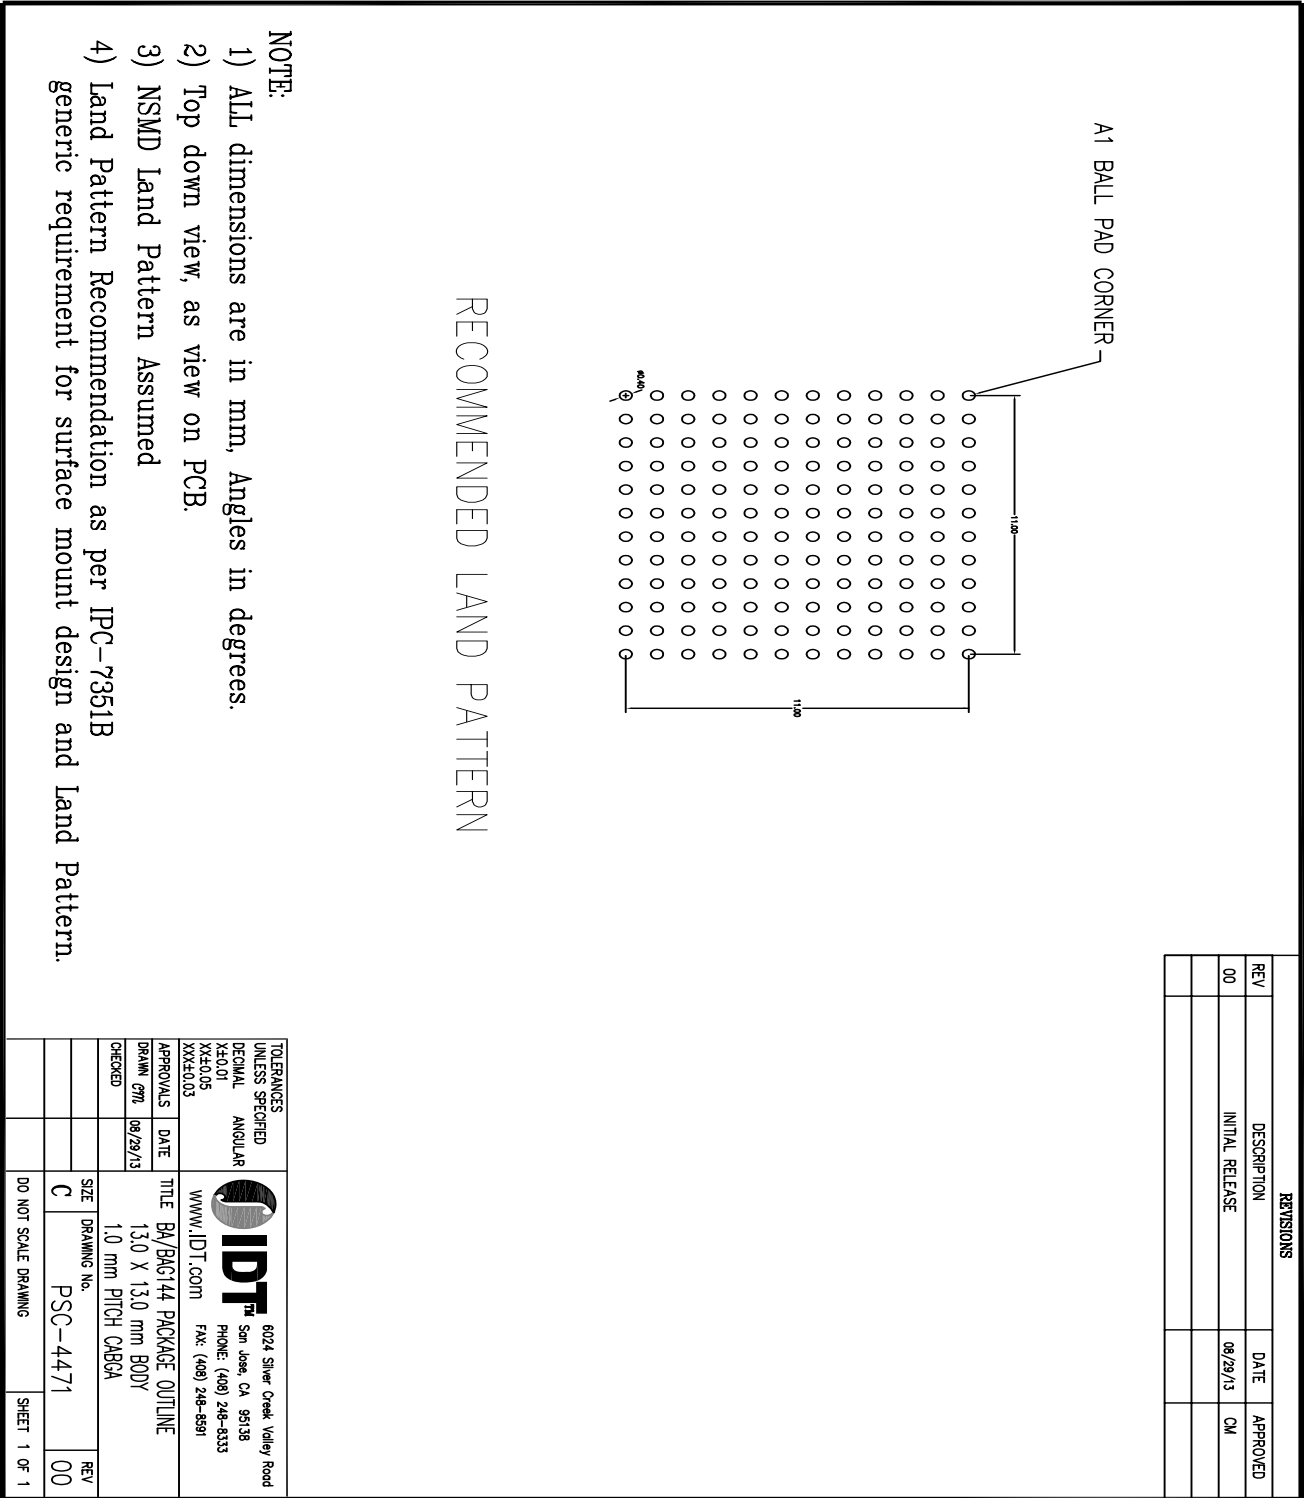 REVISIONS
REV DESCRIPTION DATE APPROVED
00 INITIAL RELEASE 08/29/13 CM
A1 BALL PAD CORNER
11.00
11.00
ø0.40
RECOMMENDED LAND PATTERN
NOTE:
1) ALL dimensions are in mm, Angles in degrees.
2) Top down view, as view on PCB.
3) NSMD Land Pattern Assumed
4) Land Pattern Recommendation as per IPC-7351B
generic requirement for surface mount design and Land Pattern.
TOLERANCES
UNLESS SPECIFIED
DECIMAL ANGULAR
X±0.01
XX±0.05
XXX±0.03
APPROVALS DATE
DRAWN CM 08/29/13
CHECKED
IDT TM
www.IDT.com
6024 Silver Creek Valley Road
San Jose, CA 95138
PHONE: (408) 248-8333
FAX: (408) 248-8591
TITLE BA/BAG144 PACKAGE OUTLINE
13.0 X 13.0 mm BODY
1.0 mm PITCH CABGA
SIZE DRAWING No. REV
C PSC-4471 00
DO NOT SCALE DRAWING SHEET 1 OF 1